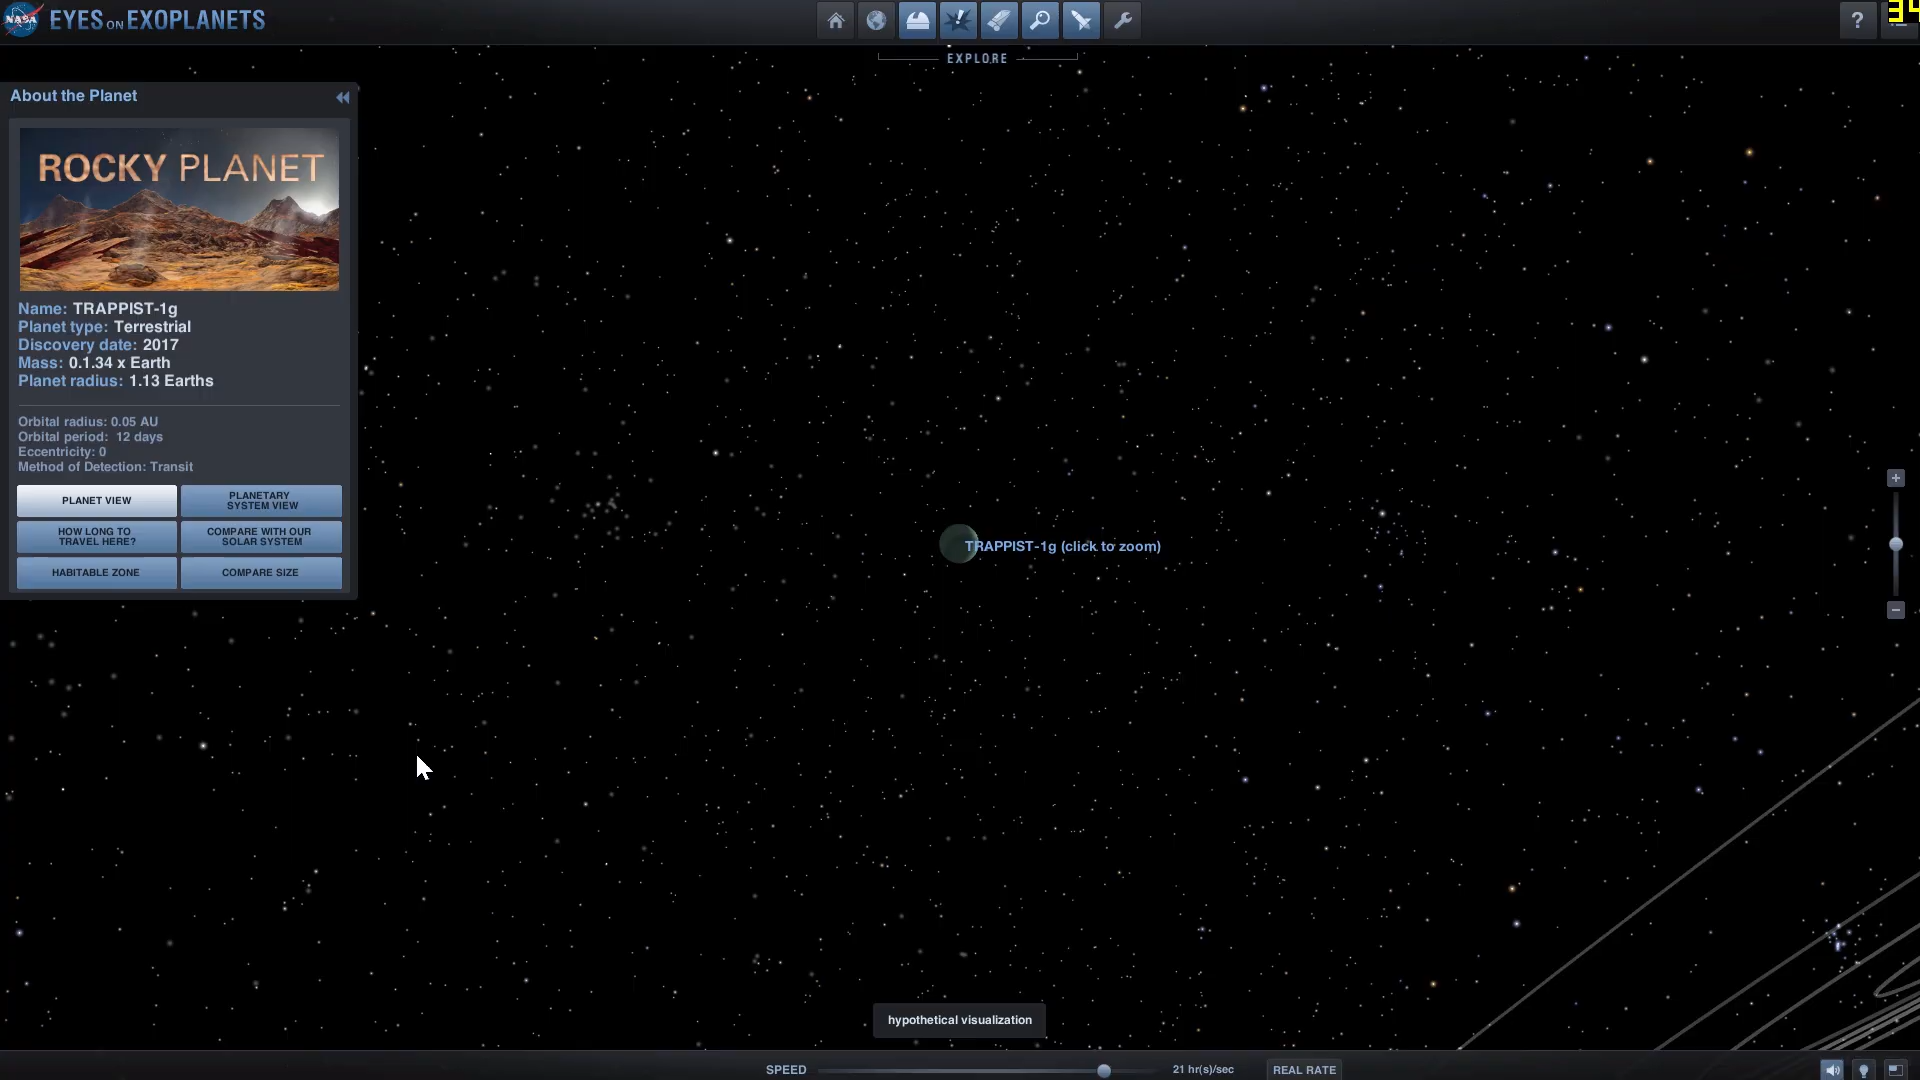 NASA
EYES ON EXOPLANETS
?
34
EXPLORE
About the Planet
ROCKY PLANET
Name: TRAPPIST-1g
Planet type: Terrestrial
Discovery date: 2017
Mass: 0.1.34 x Earth
Planet radius: 1.13 Earths
Orbital radius: 0.05 AU
Orbital period: 12 days
Eccentricity: 0
Method of Detection: Transit
PLANET VIEW
PLANETARY
SYSTEM VIEW
HOW LONG TO
TRAVEL HERE?
COMPARE WITH OUR
SOLAR SYSTEM
HABITABLE ZONE
COMPARE SIZE
TRAPPIST-1g (click to zoom)
+
−
hypothetical visualization
SPEED
21 hr(s)/sec
REAL RATE